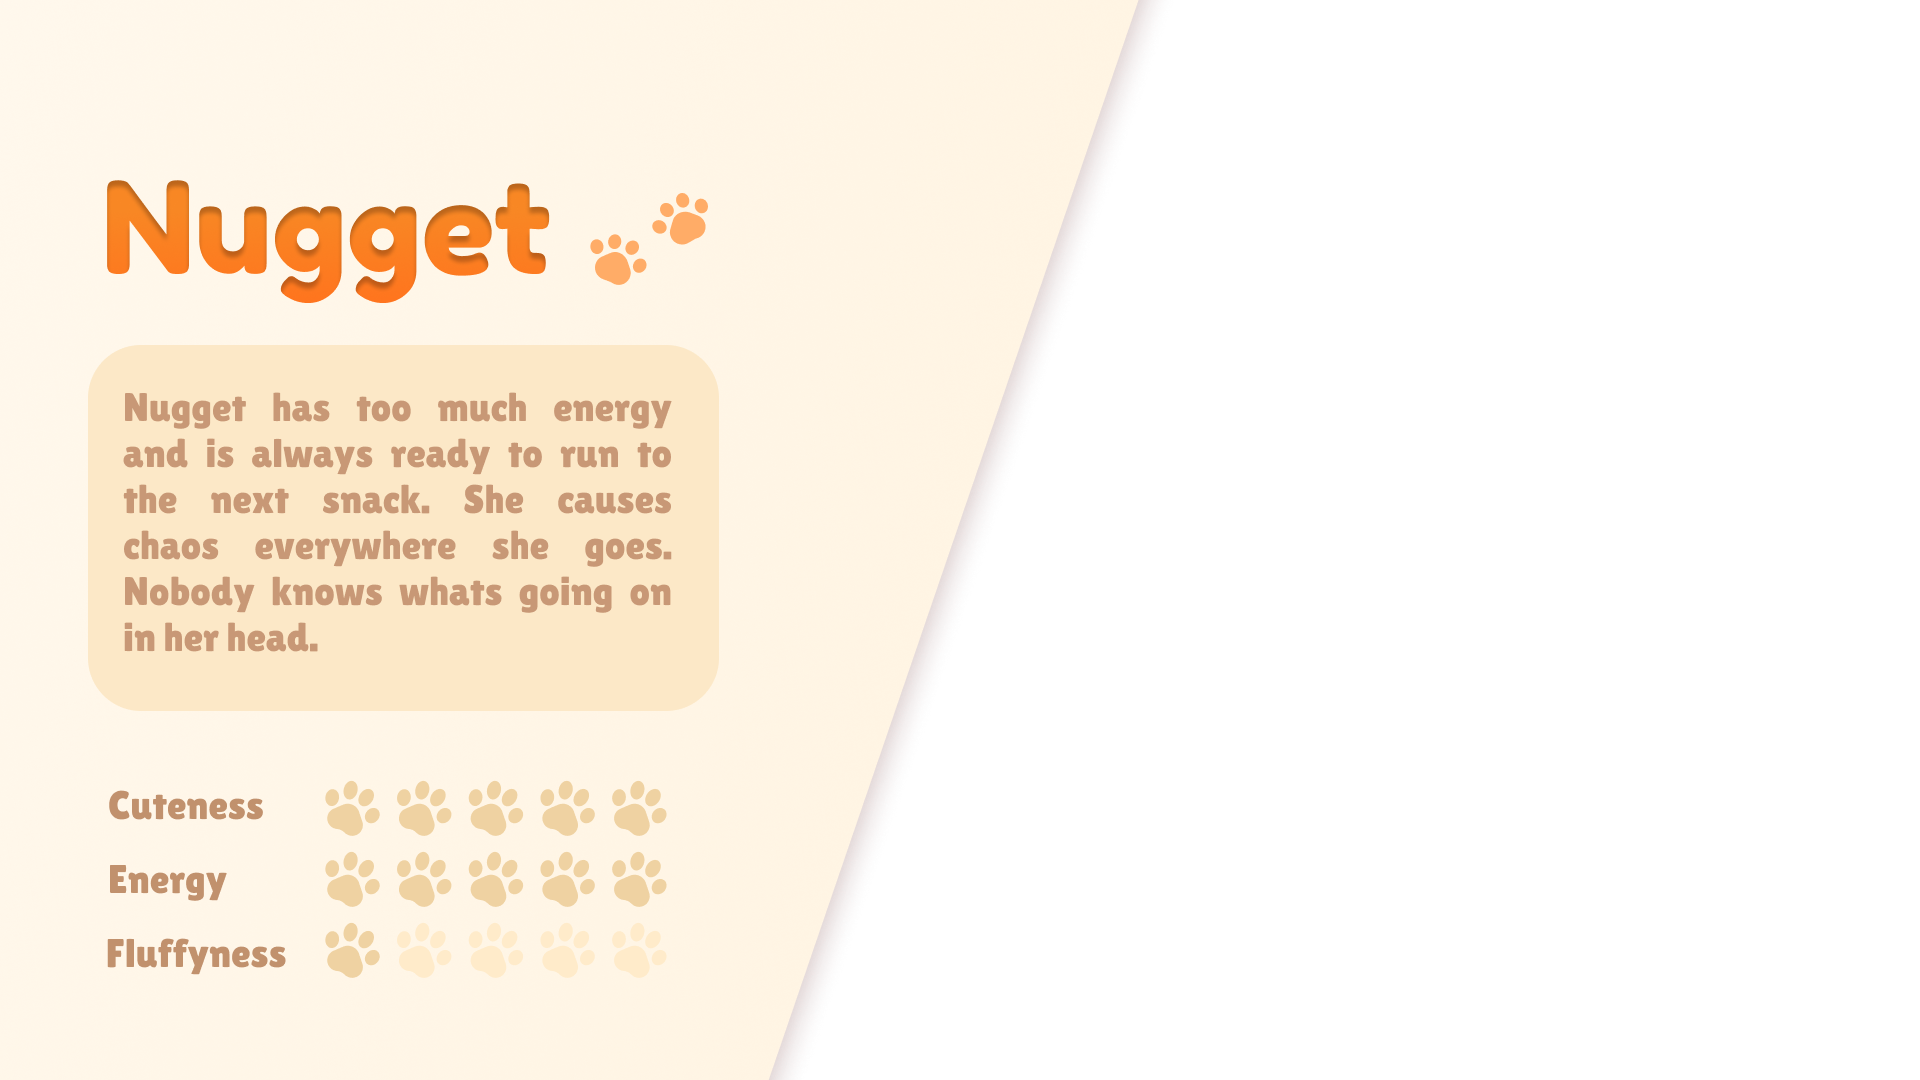 Nugget
Nugget has too much energy
and is always ready to run to
the next snack. She causes
chaos everywhere she goes.
Nobody knows whats going on
in her head.
Cuteness
Energy
Fluffyness